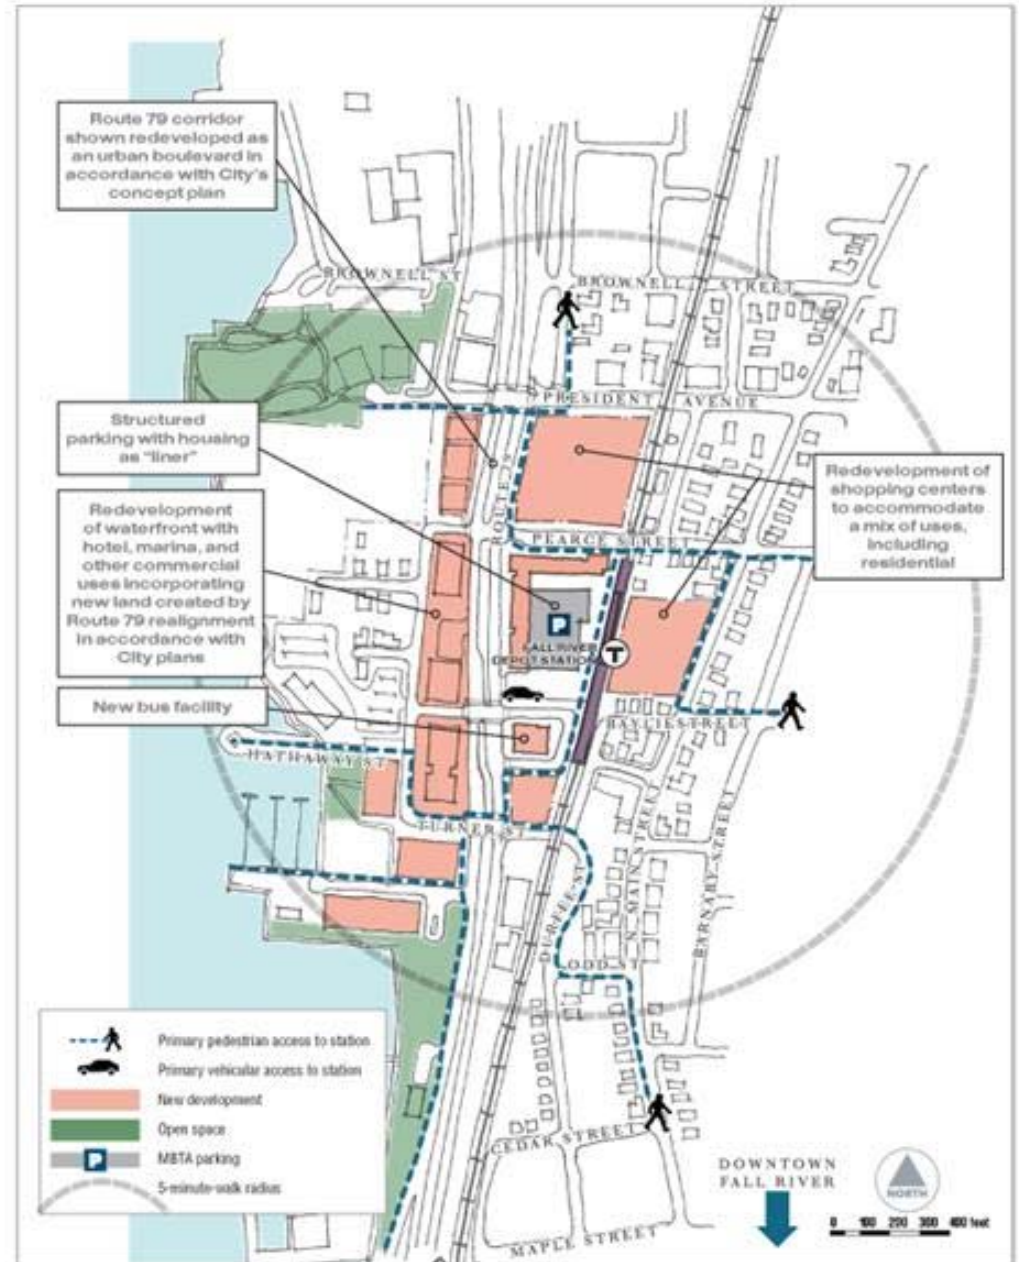 Route 79 corridor
shown redeveloped as
an urban boulevard in
accordance with City's
concept plan
BROWNELL ST
BROWNELL STREET
PRESIDENT AVENUE
Structured
parking with housing
as "liner"
Redevelopment of
shopping centers
to accommodate
a mix of uses,
including
residential
ROUTE 79
PEARCE STREET
Redevelopment
of waterfront with
hotel, marina, and
other commercial
uses incorporating
new land created by
Route 79 realignment
in accordance with
City plans
P
FALL RIVER
DEPOT STATION
T
New bus facility
BAYLIE STREET
HATHAWAY ST
TURNER ST
N MAIN STREET
BARNABY STREET
DURFEE ST
ODD ST
CEDAR STREET
MAPLE STREET
Primary pedestrian access to station
Primary vehicular access to station
New development
Open space
P
MBTA parking
5-minute-walk radius
DOWNTOWN
FALL RIVER
NORTH
0 100 200 300 400 feet